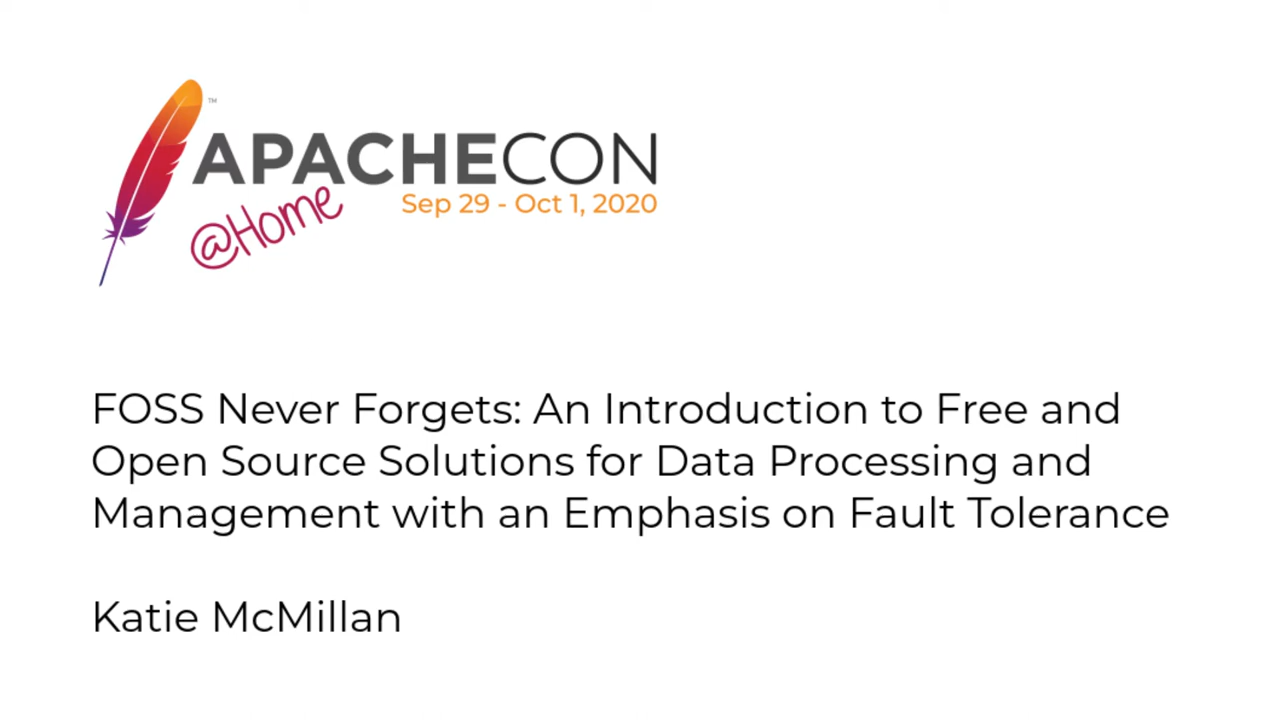 ™
APACHECON
@Home
Sep 29 - Oct 1, 2020
FOSS Never Forgets: An Introduction to Free and
Open Source Solutions for Data Processing and
Management with an Emphasis on Fault Tolerance
Katie McMillan